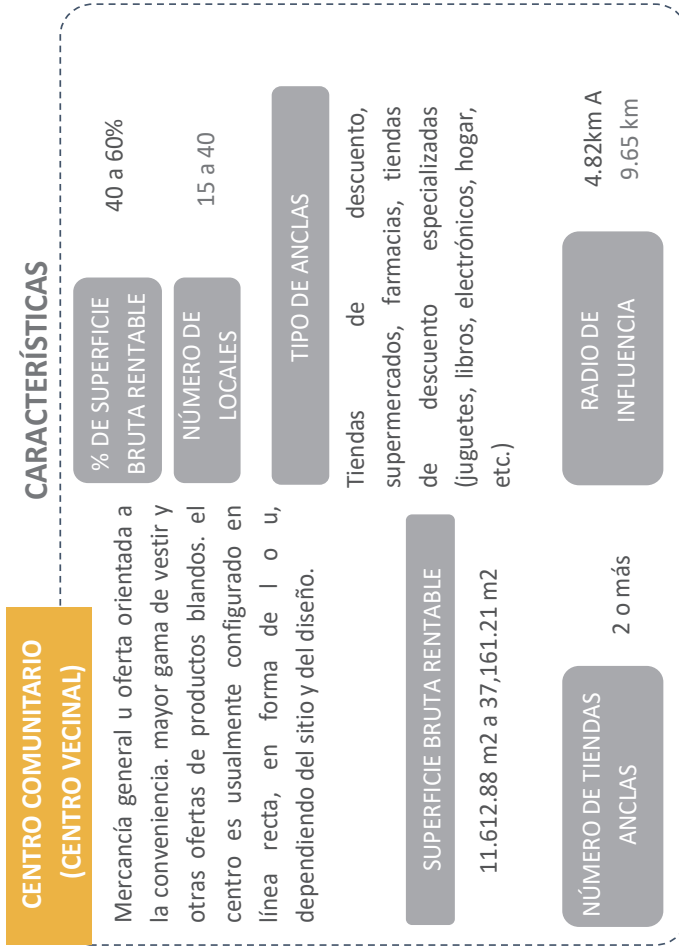 CENTRO COMUNITARIO
(CENTRO VECINAL)
CARACTERÍSTICAS
Mercancía general u oferta orientada a
la conveniencia. mayor gama de vestir y
otras ofertas de productos blandos. el
centro es usualmente configurado en
línea recta, en forma de l o u,
dependiendo del sitio y del diseño.
% DE SUPERFICIE
BRUTA RENTABLE
40 a 60%
NÚMERO DE
LOCALES
15 a 40
TIPO DE ANCLAS
Tiendas de descuento,
supermercados, farmacias, tiendas
de descuento especializadas
(juguetes, libros, electrónicos, hogar,
etc.)
SUPERFICIE BRUTA RENTABLE
11.612.88 m2 a 37,161.21 m2
NÚMERO DE TIENDAS
ANCLAS
2 o más
RADIO DE
INFLUENCIA
4.82km A
9.65 km